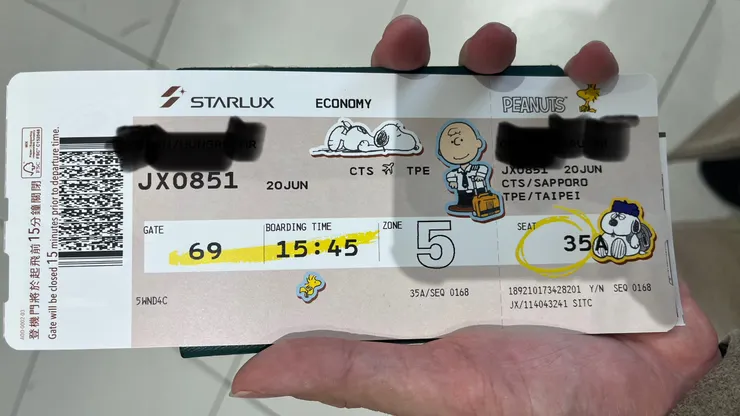 STARLUX
ECONOMY
PEANUTS
CTS TPE
JX0851 20JUN
JX0851 20JUN
CTS/SAPPORO
TPE/TAIPEI
GATE
69
BOARDING TIME
15:45
ZONE
5
SEAT
35A
5WND4C
35A/SEQ 0168
189210173428201 Y/N SEQ 0168
JX/114043241 SITC
登機門將於起飛前15分鐘關閉
Gate will be closed 15 minutes prior to departure time.